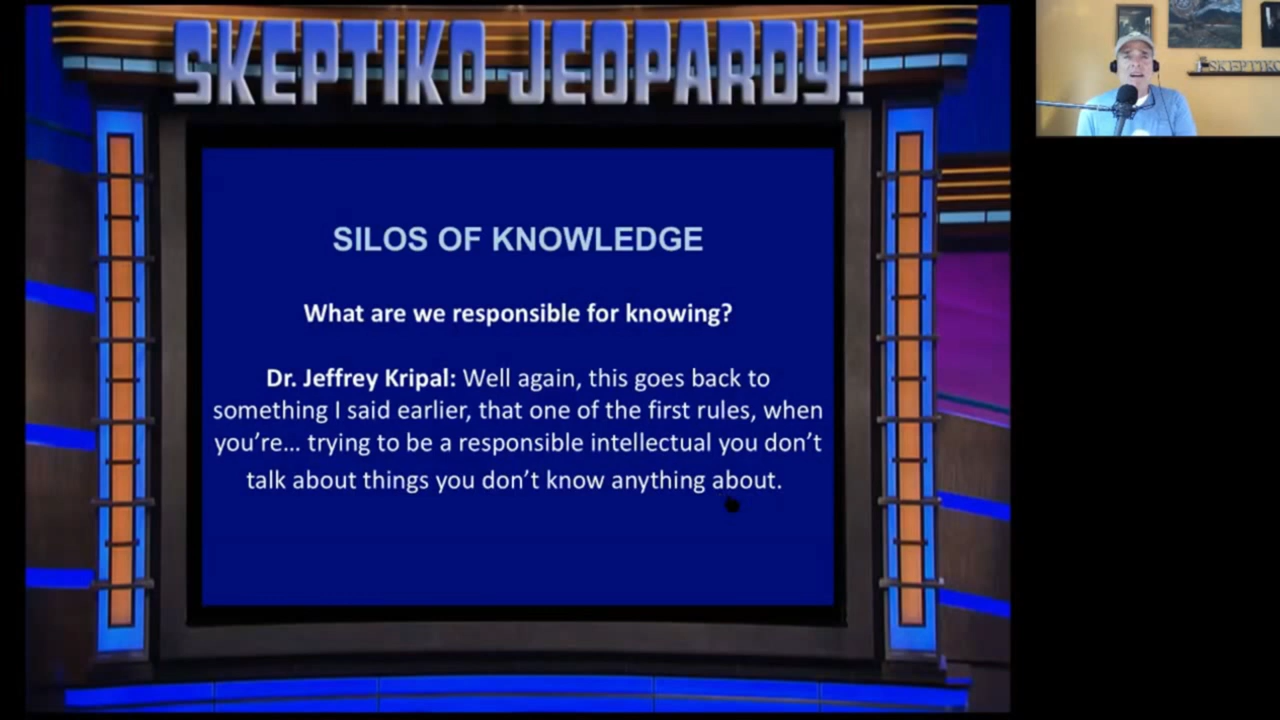 SKEPTIKO JEOPARDY!
SKEPTIKO
SILOS OF KNOWLEDGE
What are we responsible for knowing?
Dr. Jeffrey Kripal: Well again, this goes back to
something I said earlier, that one of the first rules, when
you’re... trying to be a responsible intellectual you don’t
talk about things you don’t know anything about.